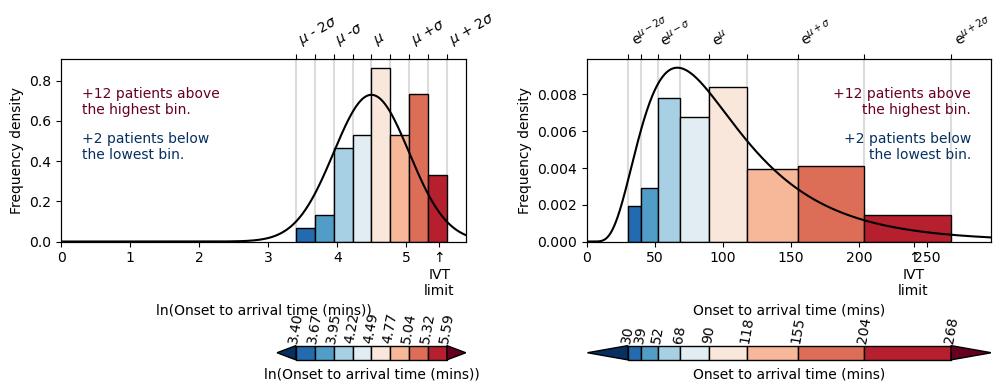 μ - 2σ μ -σ μ μ +σ μ + 2σ
Frequency density
0.8
0.6
0.4
0.2
0.0
+12 patients above
the highest bin.
+2 patients below
the lowest bin.
0 1 2 3 4 5
↑
IVT
limit
ln(Onset to arrival time (mins))
3.40 3.67 3.95 4.22 4.49 4.77 5.04 5.32 5.59
ln(Onset to arrival time (mins))
e^{μ - 2σ} e^{μ - σ} e^{μ} e^{μ + σ} e^{μ + 2σ}
Frequency density
0.008
0.006
0.004
0.002
0.000
+12 patients above
the highest bin.
+2 patients below
the lowest bin.
0 50 100 150 200 250
↑
IVT
limit
Onset to arrival time (mins)
30 39 52 68 90 118 155 204 268
Onset to arrival time (mins)